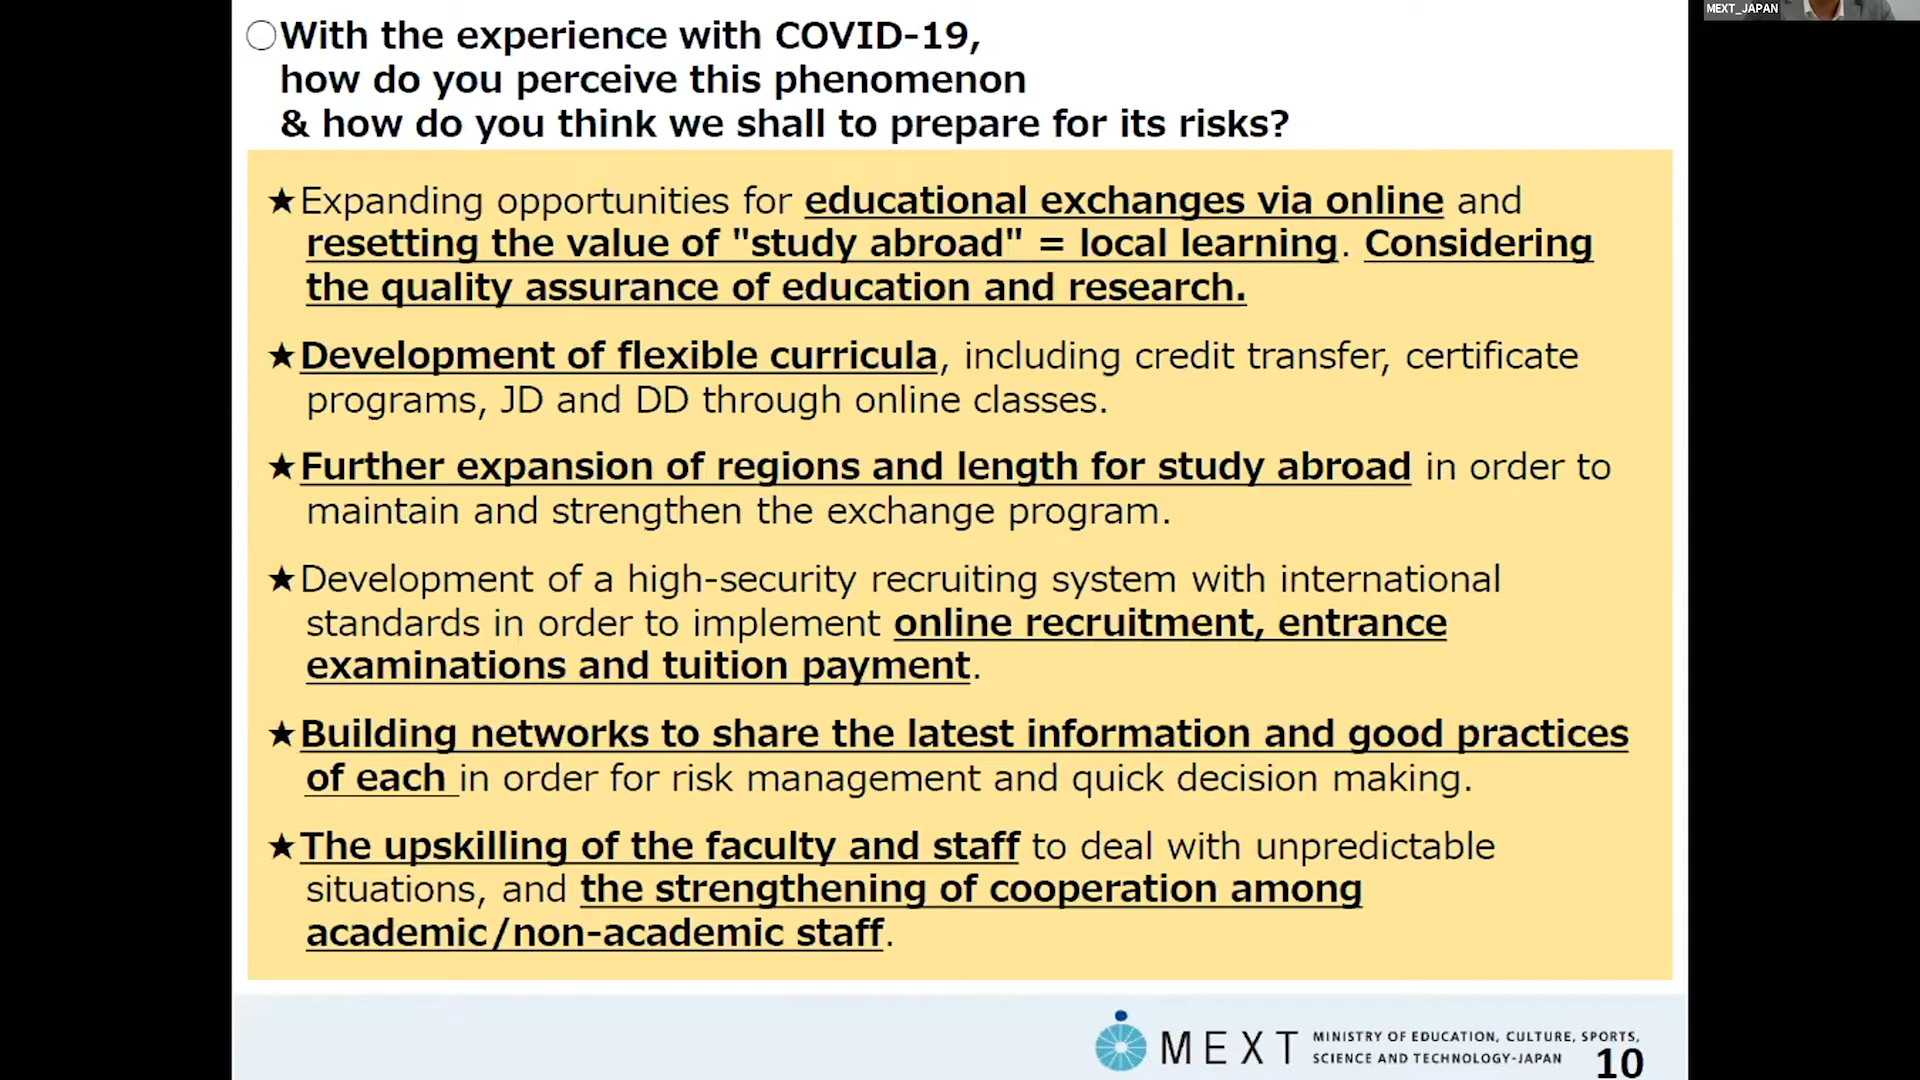 MEXT_JAPAN
○With the experience with COVID-19,
how do you perceive this phenomenon
& how do you think we shall to prepare for its risks?
★Expanding opportunities for educational exchanges via online and
resetting the value of "study abroad" = local learning. Considering
the quality assurance of education and research.
★Development of flexible curricula, including credit transfer, certificate
programs, JD and DD through online classes.
★Further expansion of regions and length for study abroad in order to
maintain and strengthen the exchange program.
★Development of a high-security recruiting system with international
standards in order to implement online recruitment, entrance
examinations and tuition payment.
★Building networks to share the latest information and good practices
of each in order for risk management and quick decision making.
★The upskilling of the faculty and staff to deal with unpredictable
situations, and the strengthening of cooperation among
academic/non-academic staff.
MEXT
MINISTRY OF EDUCATION, CULTURE, SPORTS,
SCIENCE AND TECHNOLOGY-JAPAN
10